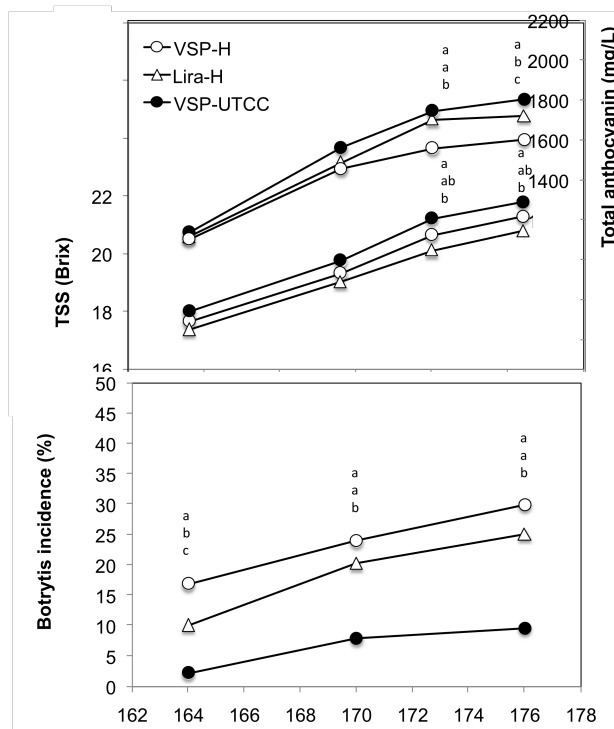 2200
VSP-H
Lira-H
VSP-UTCC
a
a
b
a
b
c
2000
1800
1600
1400
a
ab
b
a
ab
b
Total anthocyanin (mg/L)
TSS (Brix)
22
20
18
16
Botrytis incidence (%)
50
45
40
35
30
25
20
15
10
5
0
a
b
c
a
a
b
a
a
b
162 164 166 168 170 172 174 176 178